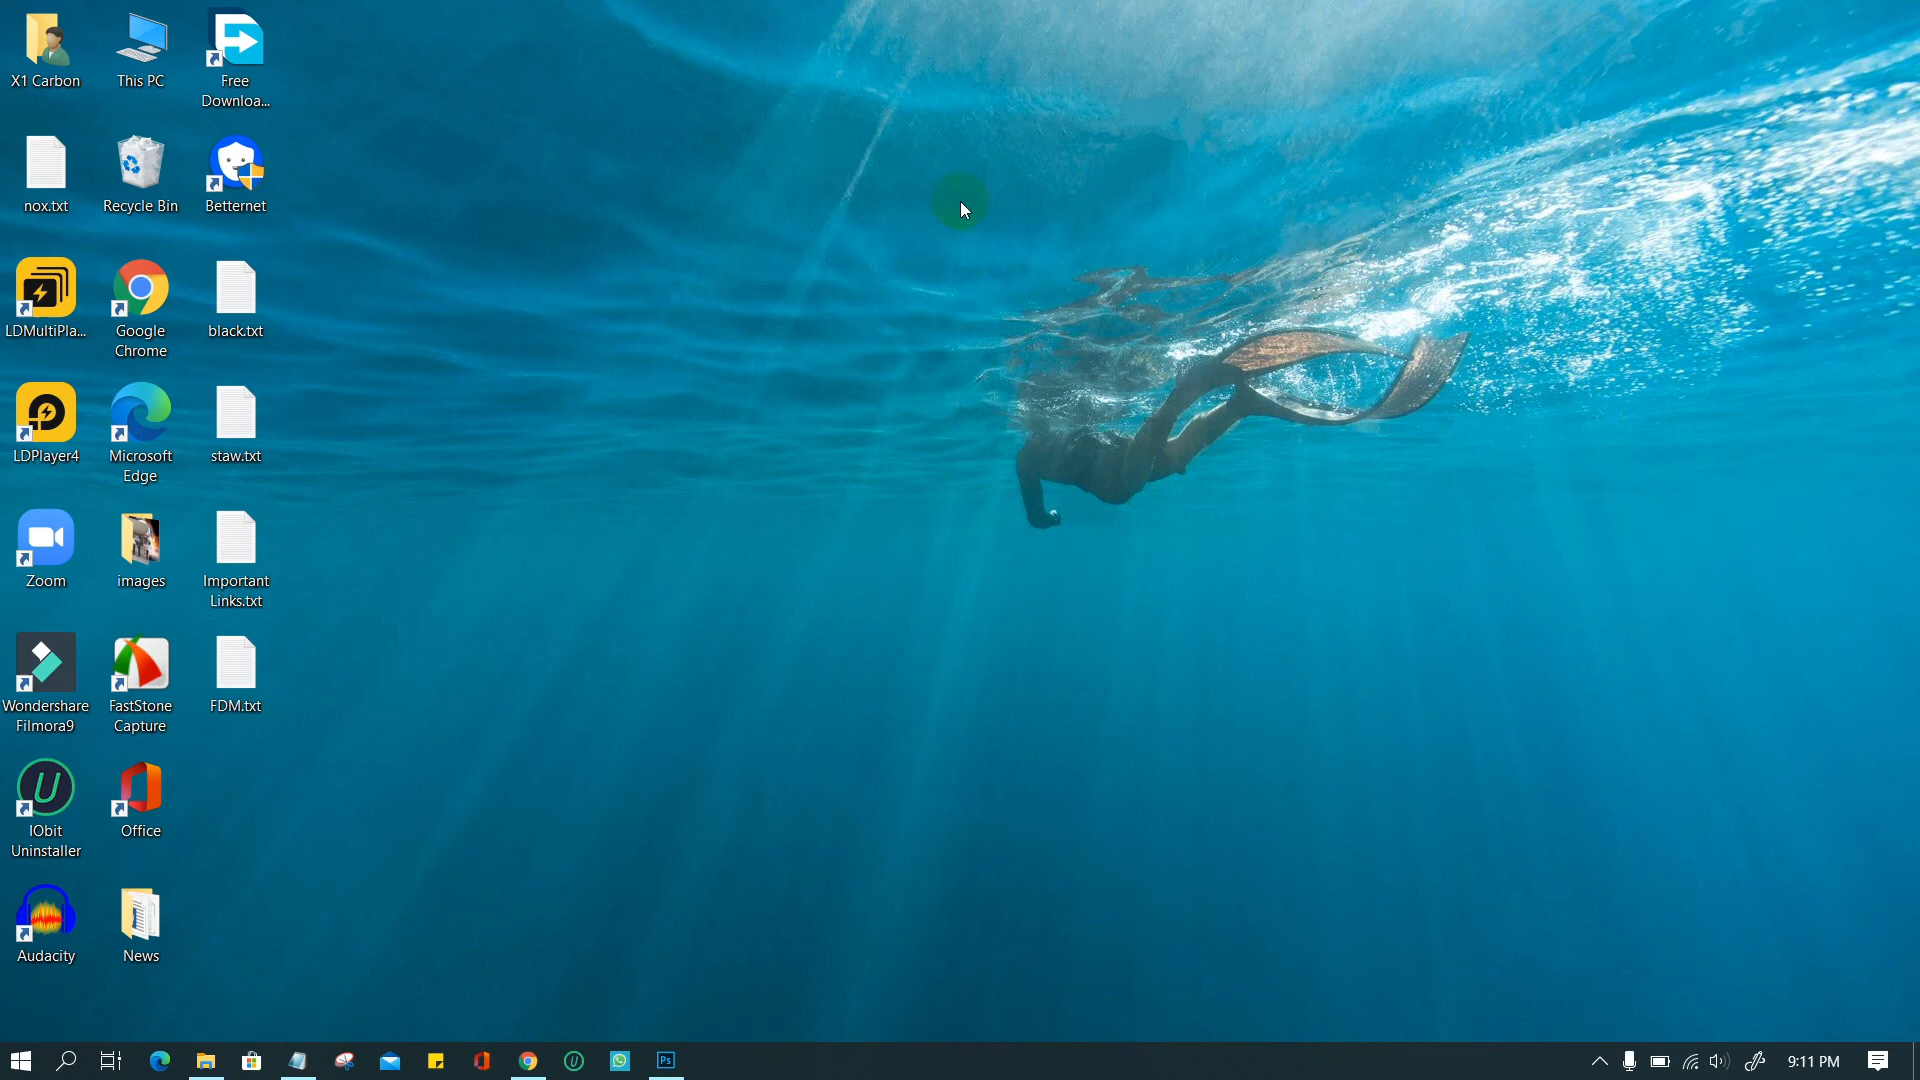 X1 Carbon
This PC
Free
Downloa...
nox.txt
Recycle Bin
Betternet
LDMultiPla...
Google
Chrome
black.txt
LDPlayer4
Microsoft
Edge
staw.txt
Zoom
images
Important
Links.txt
Wondershare
Filmora9
FastStone
Capture
FDM.txt
IObit
Uninstaller
Office
Audacity
News
Ps
9:11 PM